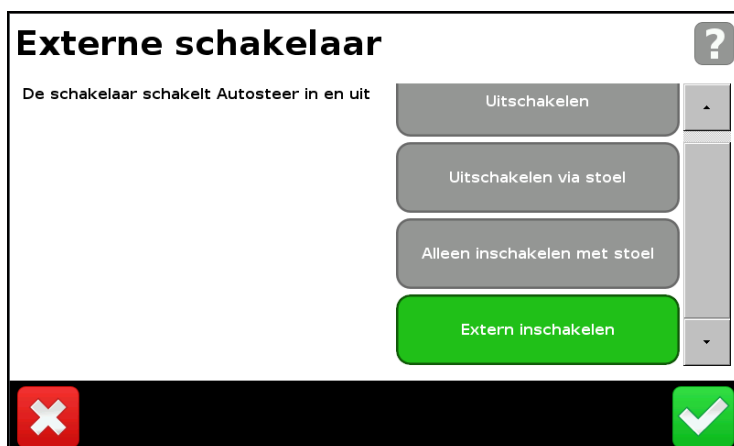 Externe schakelaar
?
De schakelaar schakelt Autosteer in en uit
Uitschakelen
Uitschakelen via stoel
Alleen inschakelen met stoel
Extern inschakelen